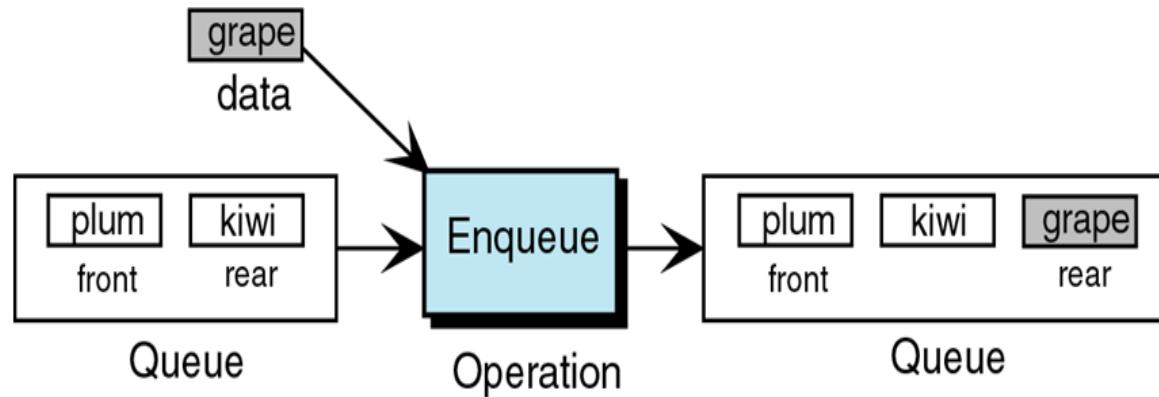 grape
data
plum kiwi
front rear
Queue
Enqueue
Operation
plum kiwi grape
front rear
Queue